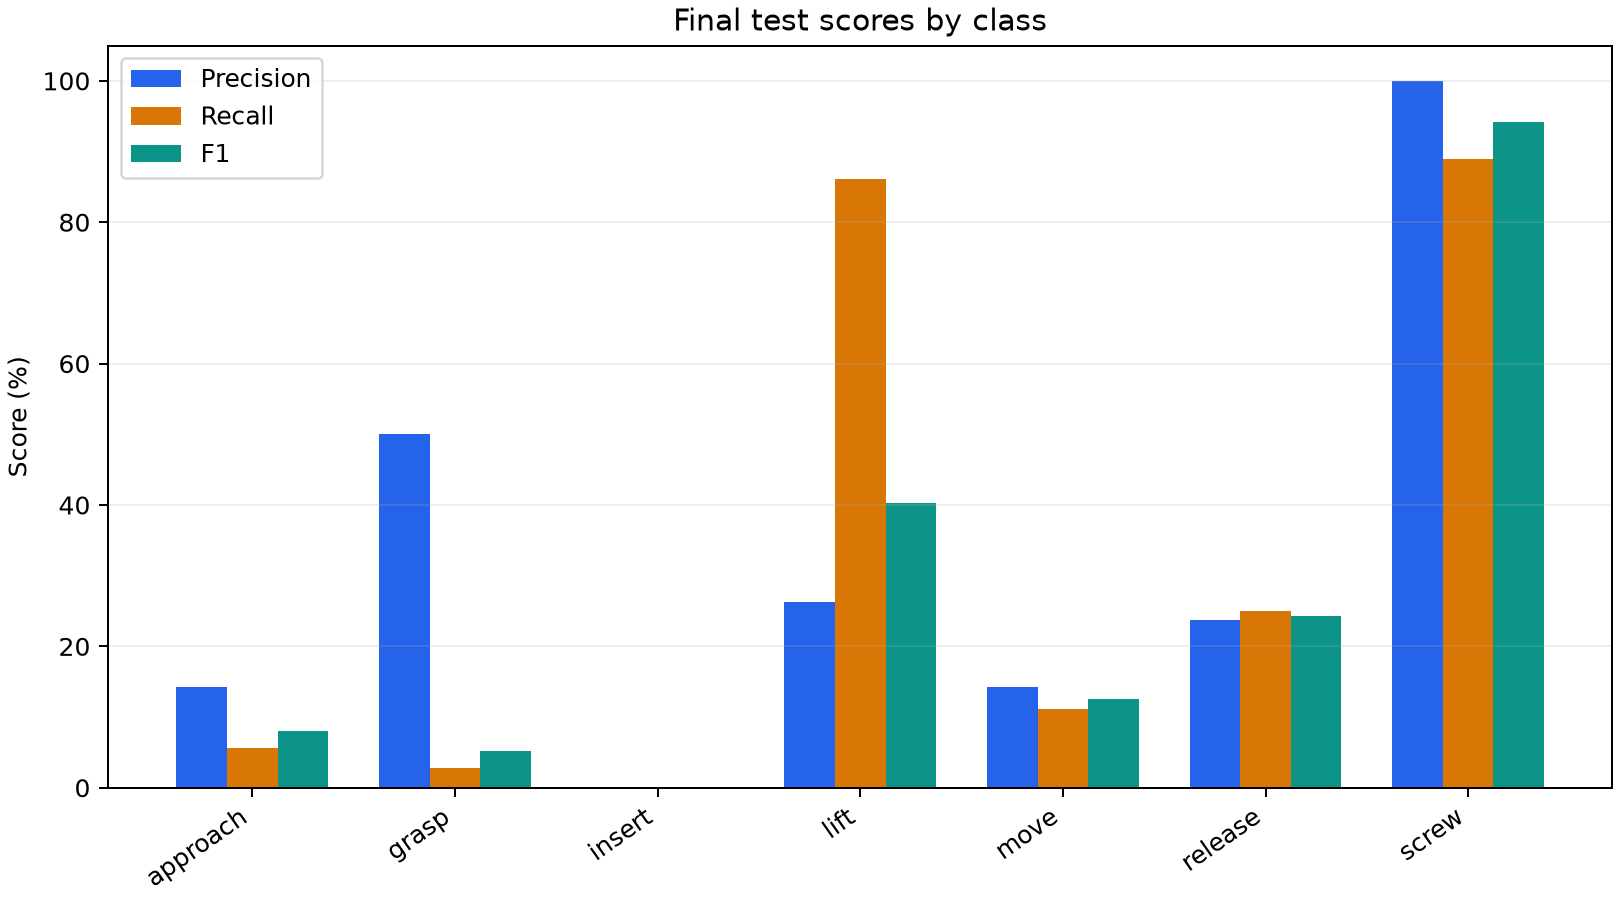 Final test scores by class
Precision
Recall
F1
Score (%)
100
80
60
40
20
0
approach
grasp
insert
lift
move
release
screw